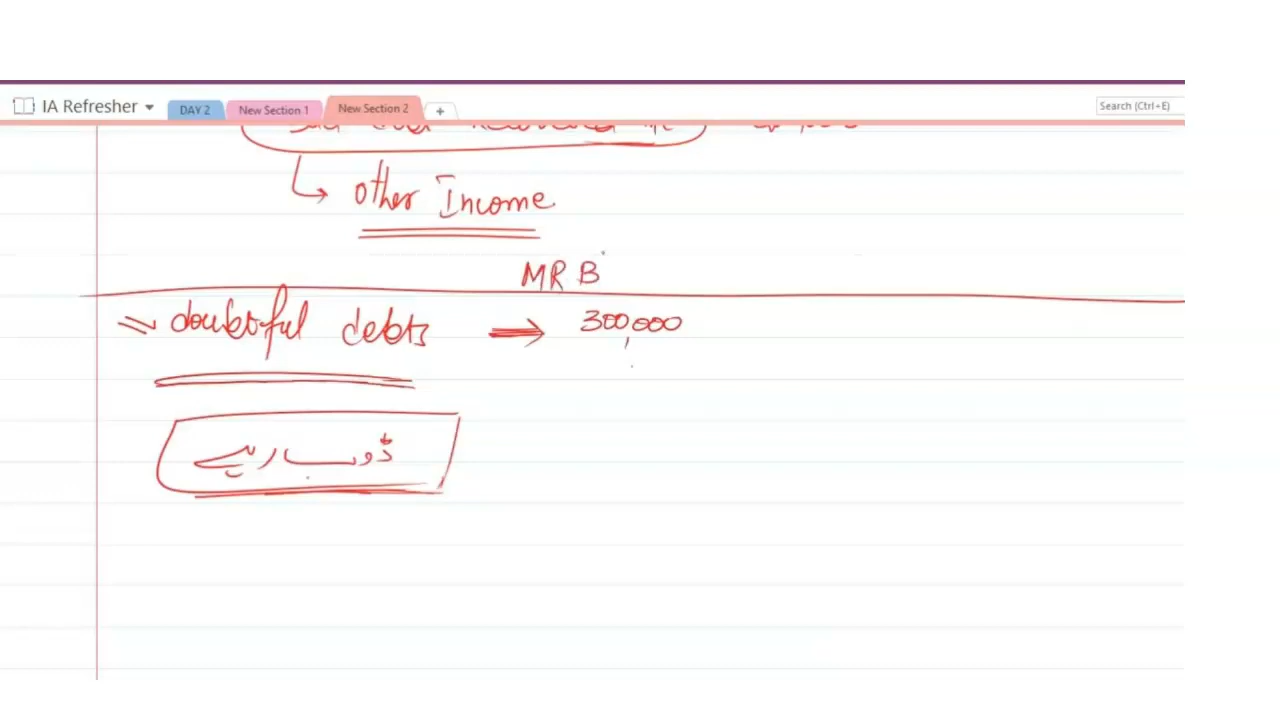 IA Refresher DAY 2 New Section 1 New Section 2 + Search (Ctrl+E)
other Income
MR B
= doubtful debts ⇒ 300,000
ڈوب رہے